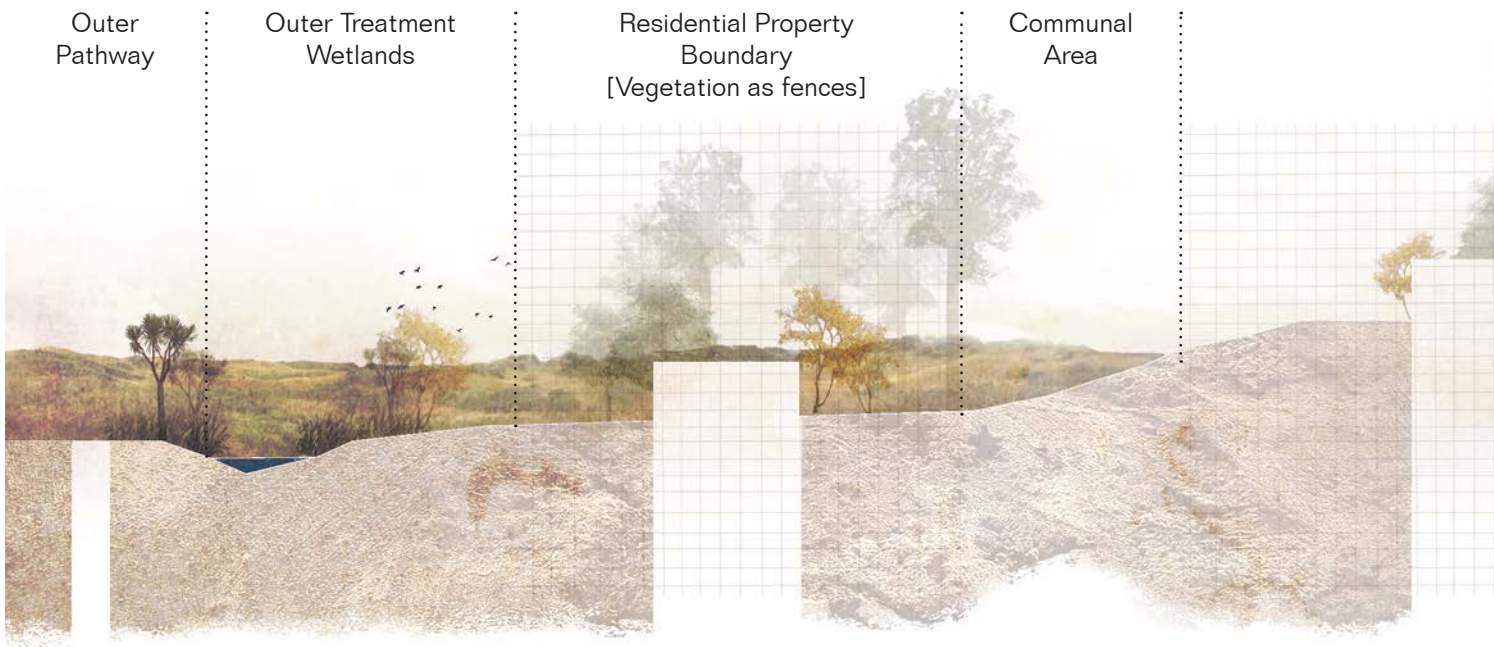 Outer
Pathway
Outer Treatment
Wetlands
Residential Property
Boundary
[Vegetation as fences]
Communal
Area